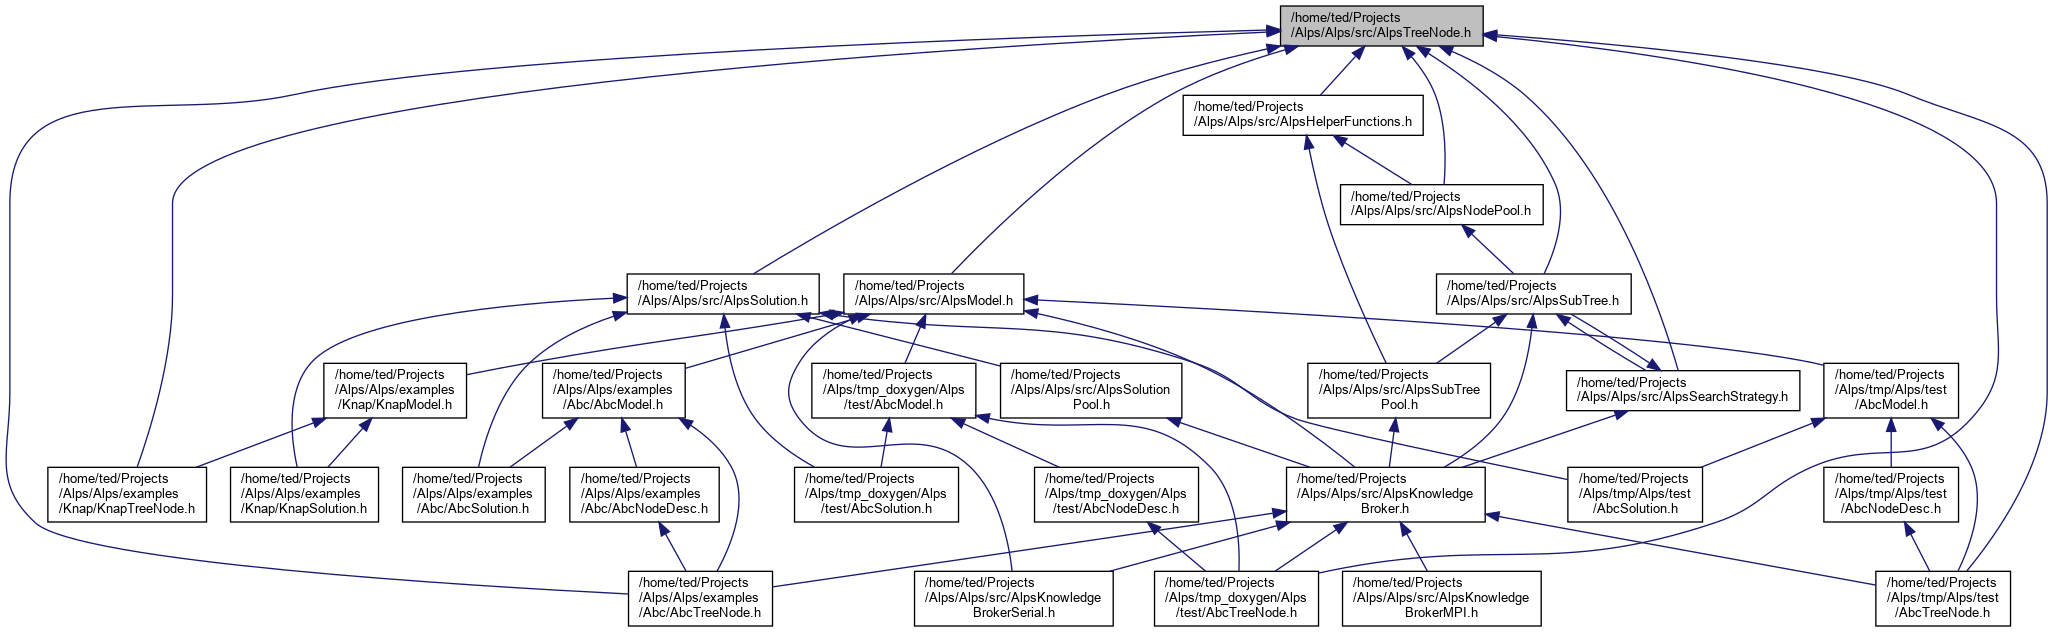 /home/ted/Projects
/Alps/Alps/src/AlpsTreeNode.h
/home/ted/Projects
/Alps/Alps/src/AlpsHelperFunctions.h
/home/ted/Projects
/Alps/Alps/src/AlpsNodePool.h
/home/ted/Projects
/Alps/Alps/src/AlpsSolution.h
/home/ted/Projects
/Alps/Alps/src/AlpsModel.h
/home/ted/Projects
/Alps/Alps/src/AlpsSubTree.h
/home/ted/Projects
/Alps/Alps/examples
/Knap/KnapModel.h
/home/ted/Projects
/Alps/Alps/examples
/Abc/AbcModel.h
/home/ted/Projects
/Alps/tmp_doxygen/Alps
/test/AbcModel.h
/home/ted/Projects
/Alps/Alps/src/AlpsSolution
Pool.h
/home/ted/Projects
/Alps/Alps/src/AlpsSubTree
Pool.h
/home/ted/Projects
/Alps/Alps/src/AlpsSearchStrategy.h
/home/ted/Projects
/Alps/tmp/Alps/test
/AbcModel.h
/home/ted/Projects
/Alps/Alps/examples
/Knap/KnapTreeNode.h
/home/ted/Projects
/Alps/Alps/examples
/Knap/KnapSolution.h
/home/ted/Projects
/Alps/Alps/examples
/Abc/AbcSolution.h
/home/ted/Projects
/Alps/Alps/examples
/Abc/AbcNodeDesc.h
/home/ted/Projects
/Alps/tmp_doxygen/Alps
/test/AbcSolution.h
/home/ted/Projects
/Alps/tmp_doxygen/Alps
/test/AbcNodeDesc.h
/home/ted/Projects
/Alps/Alps/src/AlpsKnowledge
Broker.h
/home/ted/Projects
/Alps/tmp/Alps/test
/AbcSolution.h
/home/ted/Projects
/Alps/tmp/Alps/test
/AbcNodeDesc.h
/home/ted/Projects
/Alps/Alps/examples
/Abc/AbcTreeNode.h
/home/ted/Projects
/Alps/Alps/src/AlpsKnowledge
BrokerSerial.h
/home/ted/Projects
/Alps/tmp_doxygen/Alps
/test/AbcTreeNode.h
/home/ted/Projects
/Alps/Alps/src/AlpsKnowledge
BrokerMPI.h
/home/ted/Projects
/Alps/tmp/Alps/test
/AbcTreeNode.h